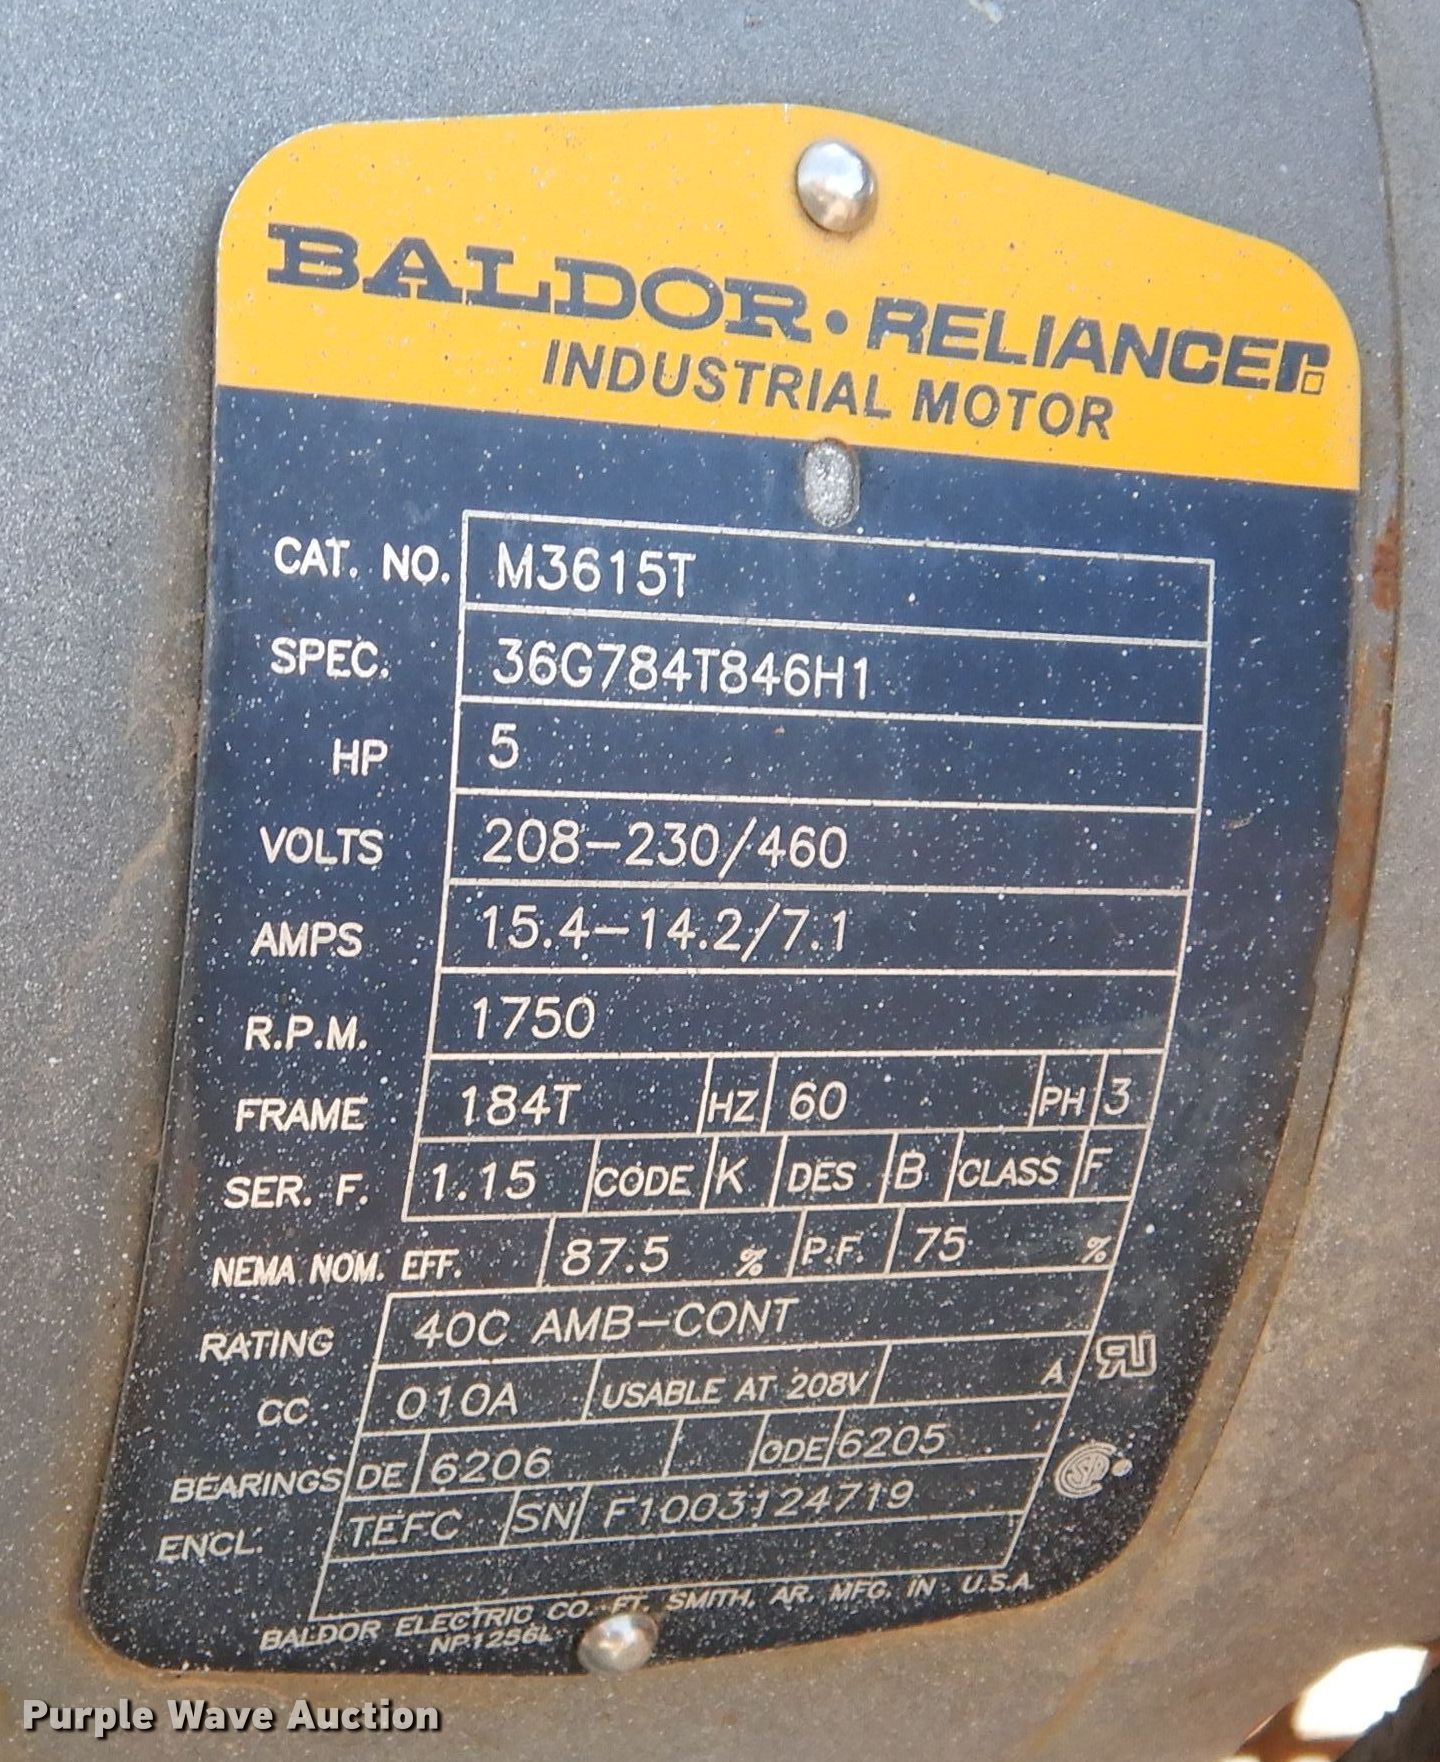 BALDOR • RELIANCER
INDUSTRIAL MOTOR
CAT. NO. M3615T
SPEC. 36G784T846H1
HP 5
VOLTS 208-230/460
AMPS 15.4-14.2/7.1
R.P.M. 1750
FRAME 184T HZ 60 PH 3
SER. F. 1.15 CODE K DES B CLASS F
NEMA NOM. EFF. 87.5 % P.F. 75 %
RATING 40C AMB-CONT
CC 010A USABLE AT 208V A
BEARINGS DE 6206 ODE 6205
ENCL. TEFC SN F1003124719
BALDOR ELECTRIC CO. FT. SMITH, AR. MFG. IN U.S.A.
NP1256L
Purple Wave Auction